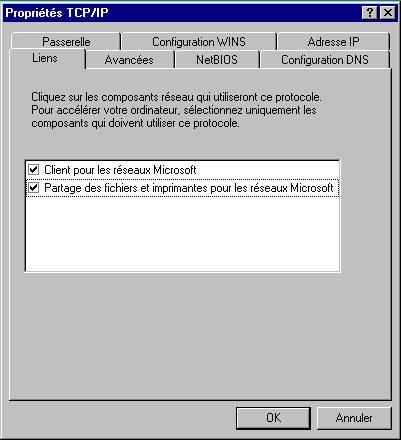 Propriétés TCP/IP
Passerelle Configuration WINS Adresse IP
Liens Avancées NetBIOS Configuration DNS
Cliquez sur les composants réseau qui utiliseront ce protocole.
Pour accélérer votre ordinateur, sélectionnez uniquement les
composants qui doivent utiliser ce protocole.
Client pour les réseaux Microsoft
Partage des fichiers et imprimantes pour les réseaux Microsoft
OK Annuler